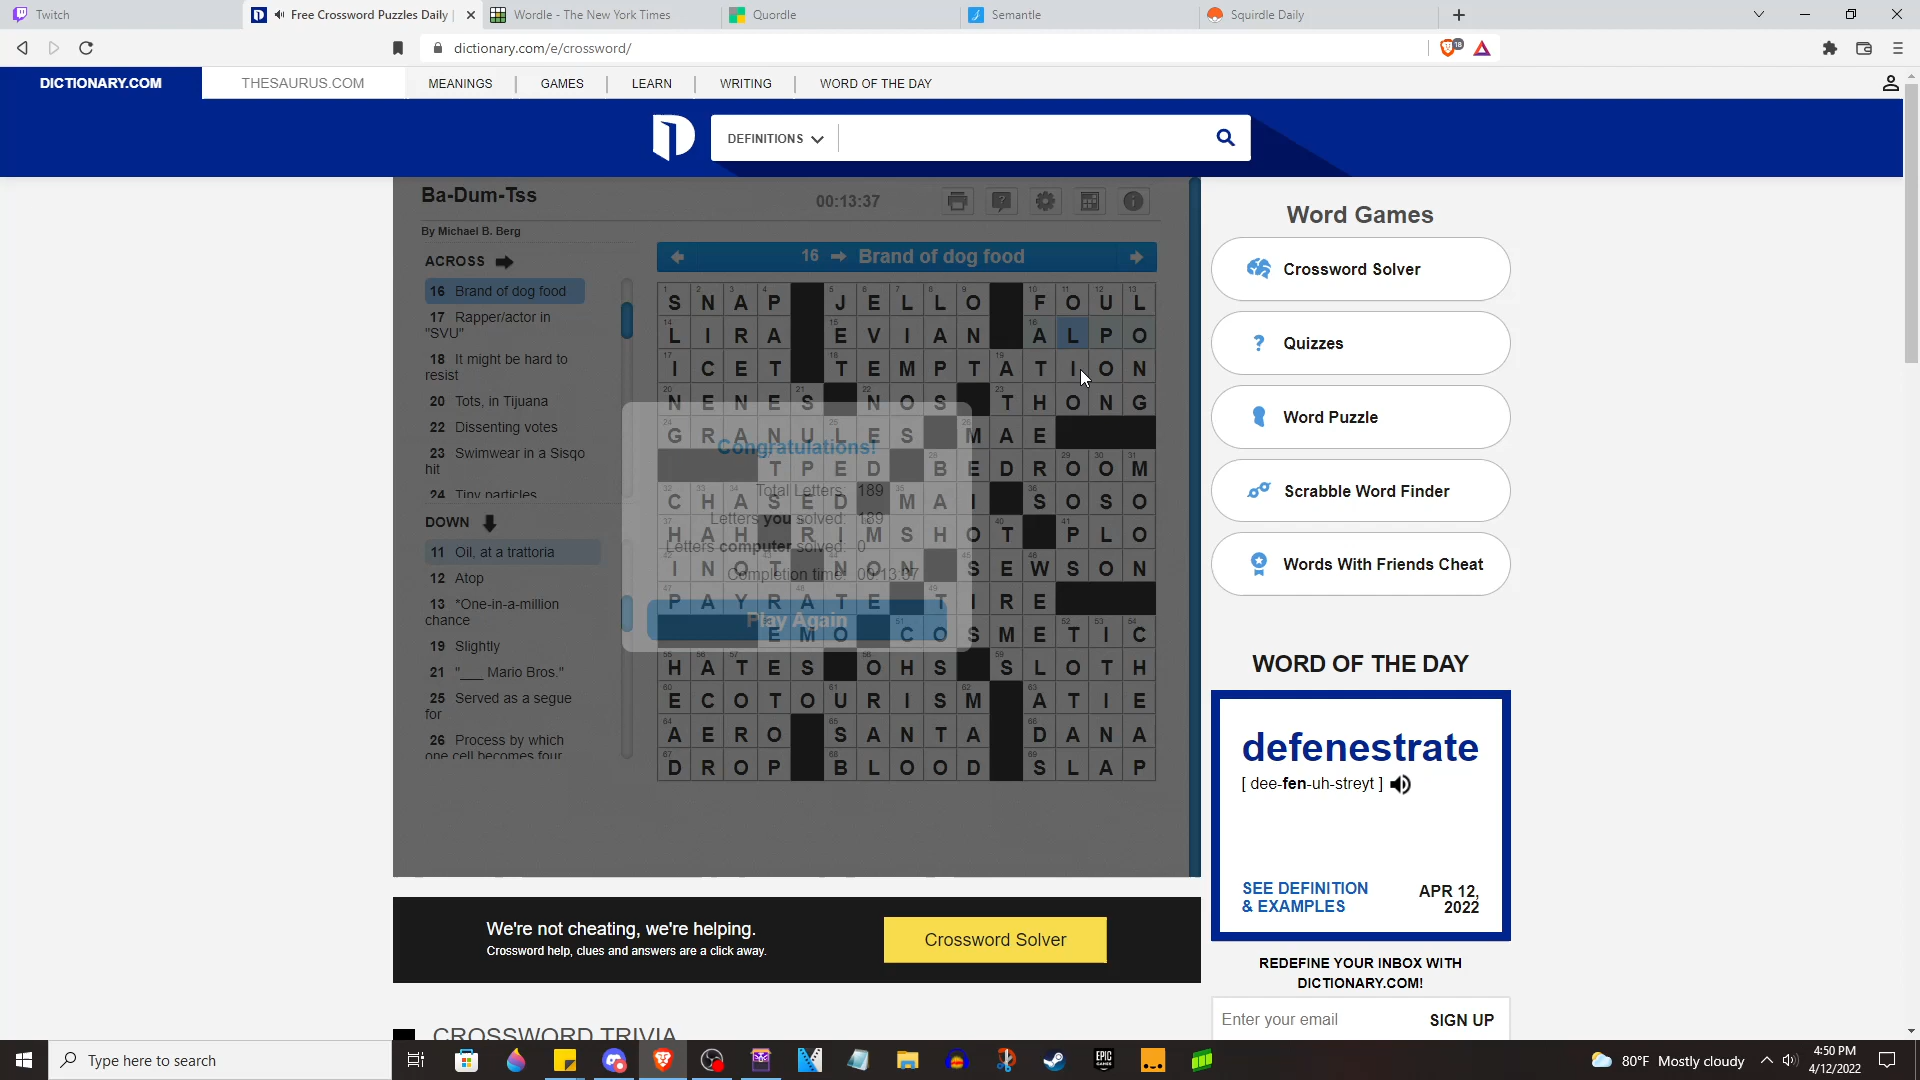 Twitch
Free Crossword Puzzles Daily |
Wordle - The New York Times
Quordle
Semantle
Squirdle Daily
dictionary.com/e/crossword/
18
DICTIONARY.COM
THESAURUS.COM
MEANINGS
GAMES
LEARN
WRITING
WORD OF THE DAY
DEFINITIONS
Ba-Dum-Tss
00:13:37
By Michael B. Berg
ACROSS
16 Brand of dog food
17 Rapper/actor in
"SVU"
18 It might be hard to
resist
20 Tots, in Tijuana
22 Dissenting votes
23 Swimwear in a Sisqo
hit
24 Tiny particles
DOWN
11 Oil, at a trattoria
12 Atop
13 *One-in-a-million
chance
19 Slightly
21 "___ Mario Bros."
25 Served as a segue
for
26 Process by which
one cell becomes four
16 Brand of dog food
S N A P J E L L O F O U L
L I R A E V I A N A L P O
I C E T T E M P T A T I O N
N E N E S N O S T H O N G
G R A N U L E S M A E
T P E D B E D R O O M
C H A S E D M A I S O S O
H A H R I M S H O T P L O
I N O T N O N S E W S O N
P A Y R A T E T I R E
E M O C O S M E T I C
H A T E S O H S S L O T H
E C O T O U R I S M A T I E
A E R O S A N T A D A N A
D R O P B L O O D S L A P
Congratulations!
Total Letters: 189
Letters you solved: 189
Letters computer solved: 0
Completion time: 00:13:37
Play Again
Word Games
Crossword Solver
Quizzes
Word Puzzle
Scrabble Word Finder
Words With Friends Cheat
WORD OF THE DAY
defenestrate
[ dee-fen-uh-streyt ]
SEE DEFINITION
& EXAMPLES
APR 12,
2022
REDEFINE YOUR INBOX WITH
DICTIONARY.COM!
Enter your email
SIGN UP
We're not cheating, we're helping.
Crossword help, clues and answers are a click away.
Crossword Solver
CROSSWORD TRIVIA
Type here to search
EPIC
GAMES
80°F Mostly cloudy
4:50 PM
4/12/2022